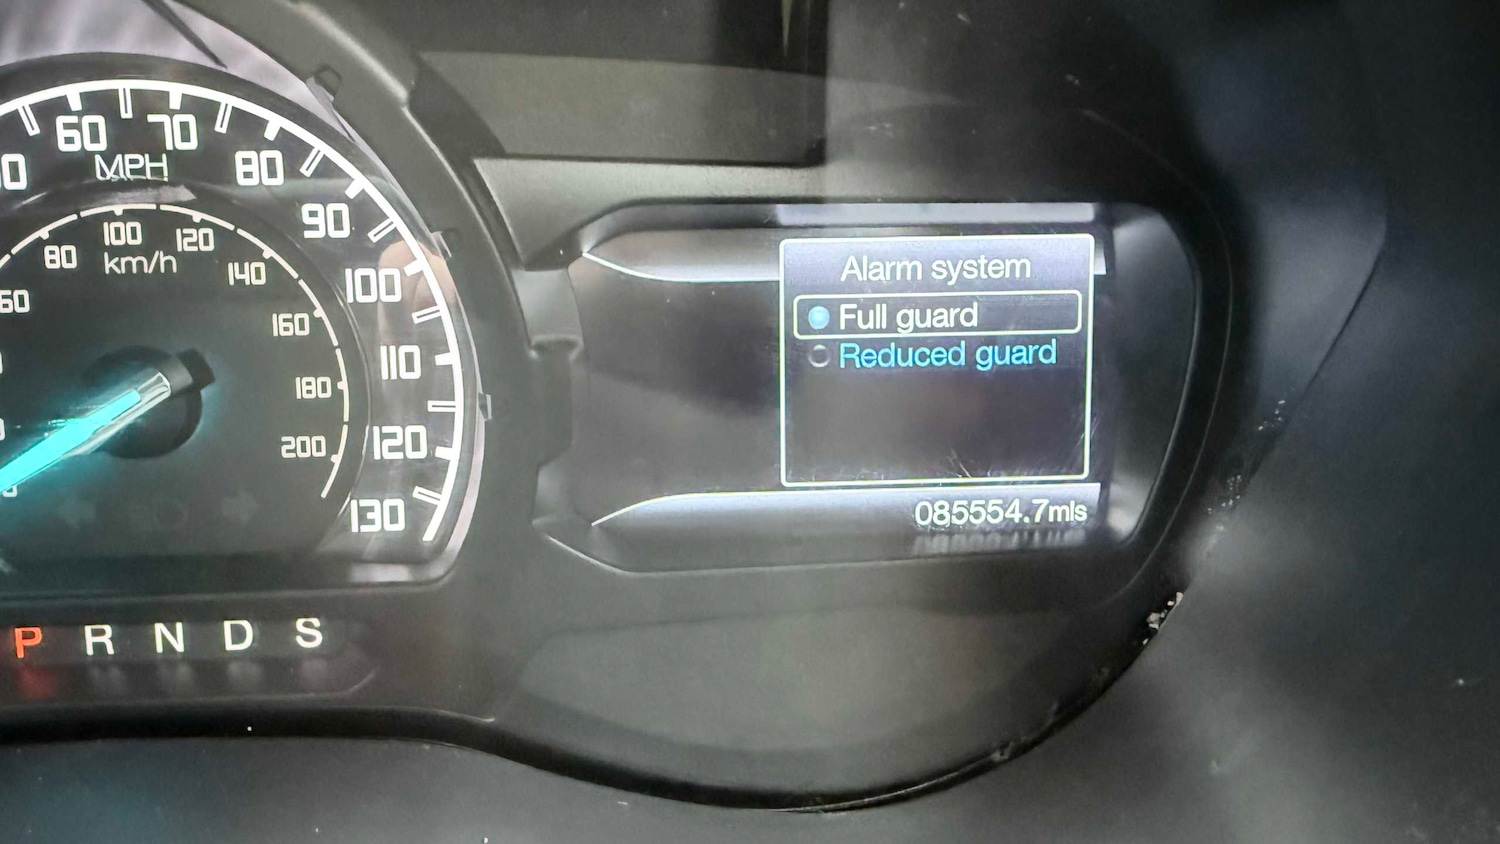 60
70
MPH
80
90
100
110
120
130
80
100
120
km/h
140
160
180
200
60
Alarm system
Full guard
Reduced guard
085554.7mls
P R N D S